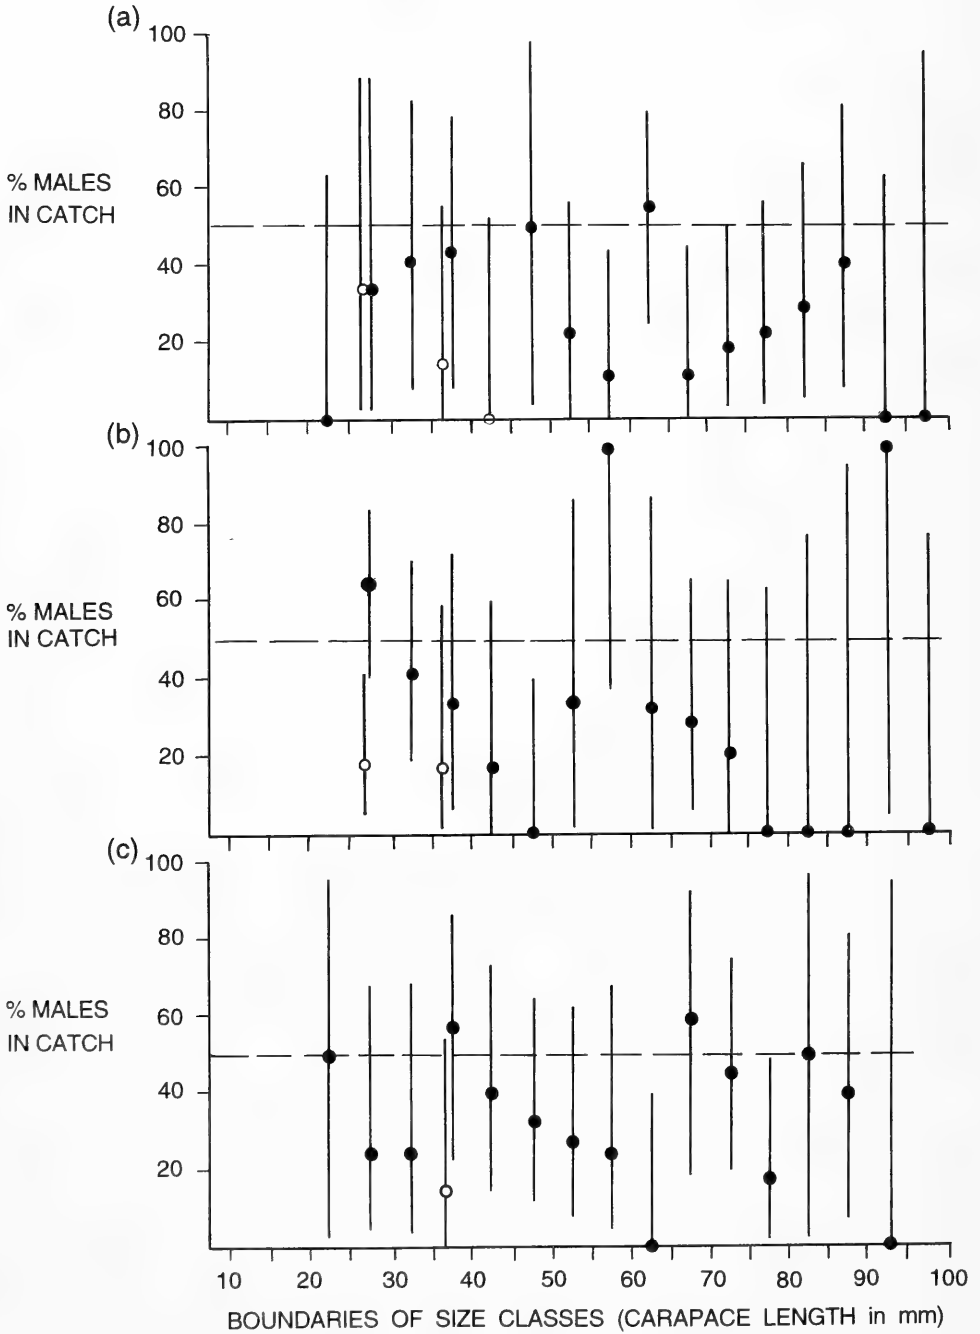 (a)
100
80
60
40
20
% MALES
IN CATCH
(b)
100
80
60
40
20
% MALES
IN CATCH
(c)
100
80
60
40
20
% MALES
IN CATCH
10 20 30 40 50 60 70 80 90 100
BOUNDARIES OF SIZE CLASSES (CARAPACE LENGTH in mm)